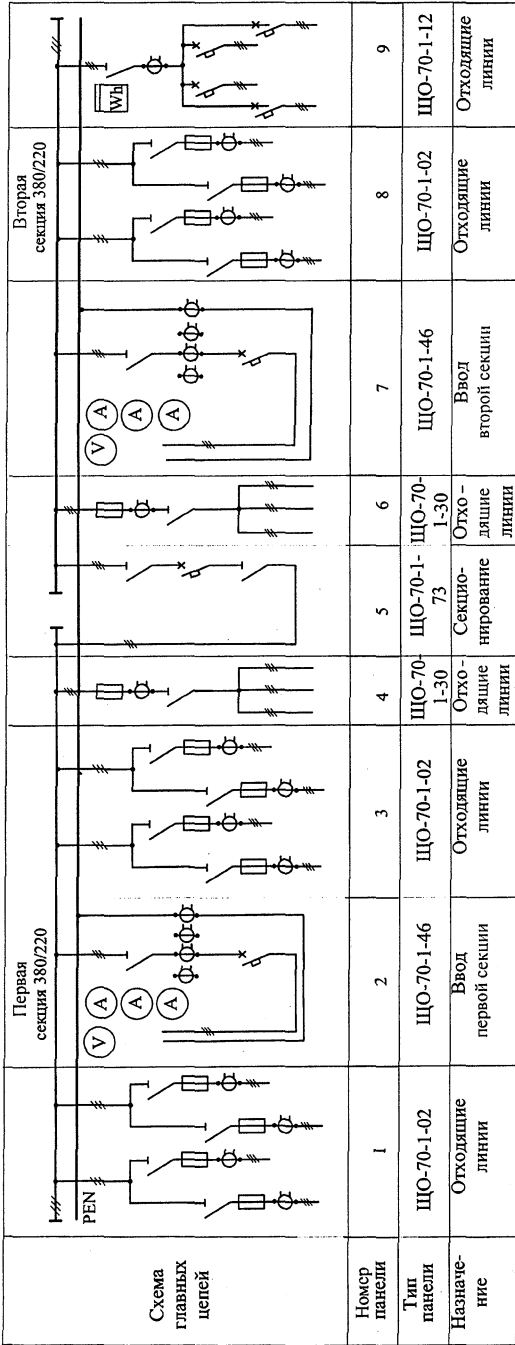 Схема
главных
цепей
Первая
секция 380/220
Вторая
секция 380/220
PEN
V
A
A
A
V
A
A
A
Wh
Номер
панели
1
2
3
4
5
6
7
8
9
Тип
панели
ЩО-70-1-02
ЩО-70-1-46
ЩО-70-1-02
ЩО-70-
1-30
ЩО-70-1-
73
ЩО-70-
1-30
ЩО-70-1-46
ЩО-70-1-02
ЩО-70-1-12
Назначе-
ние
Отходящие
линии
Ввод
первой секции
Отходящие
линии
Отхо-
дящие
линии
Секцио-
нирование
Отхо-
дящие
линии
Ввод
второй секции
Отходящие
линии
Отходящие
линии